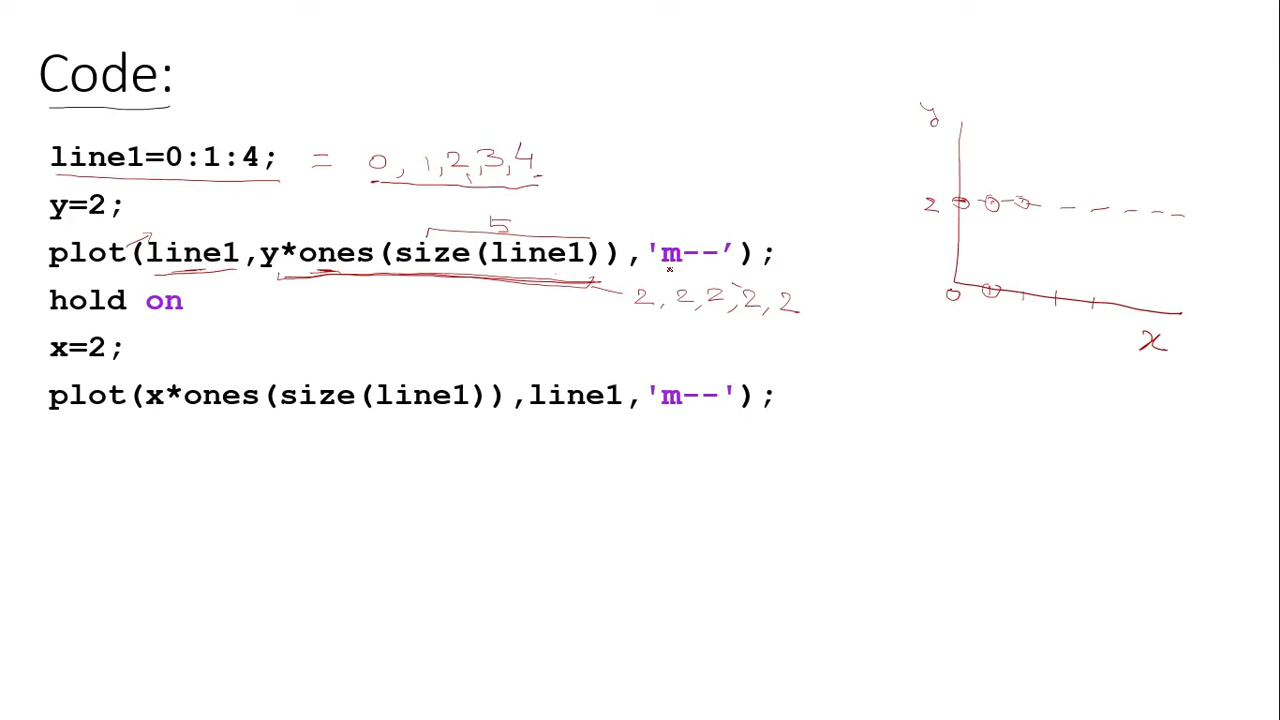 Code:
line1=0:1:4; = 0, 1, 2, 3, 4
y=2;
5
plot(line1,y*ones(size(line1)),'m--’);
2, 2, 2, 2, 2
hold on
x=2;
plot(x*ones(size(line1)),line1,'m--');
y
2
0
x